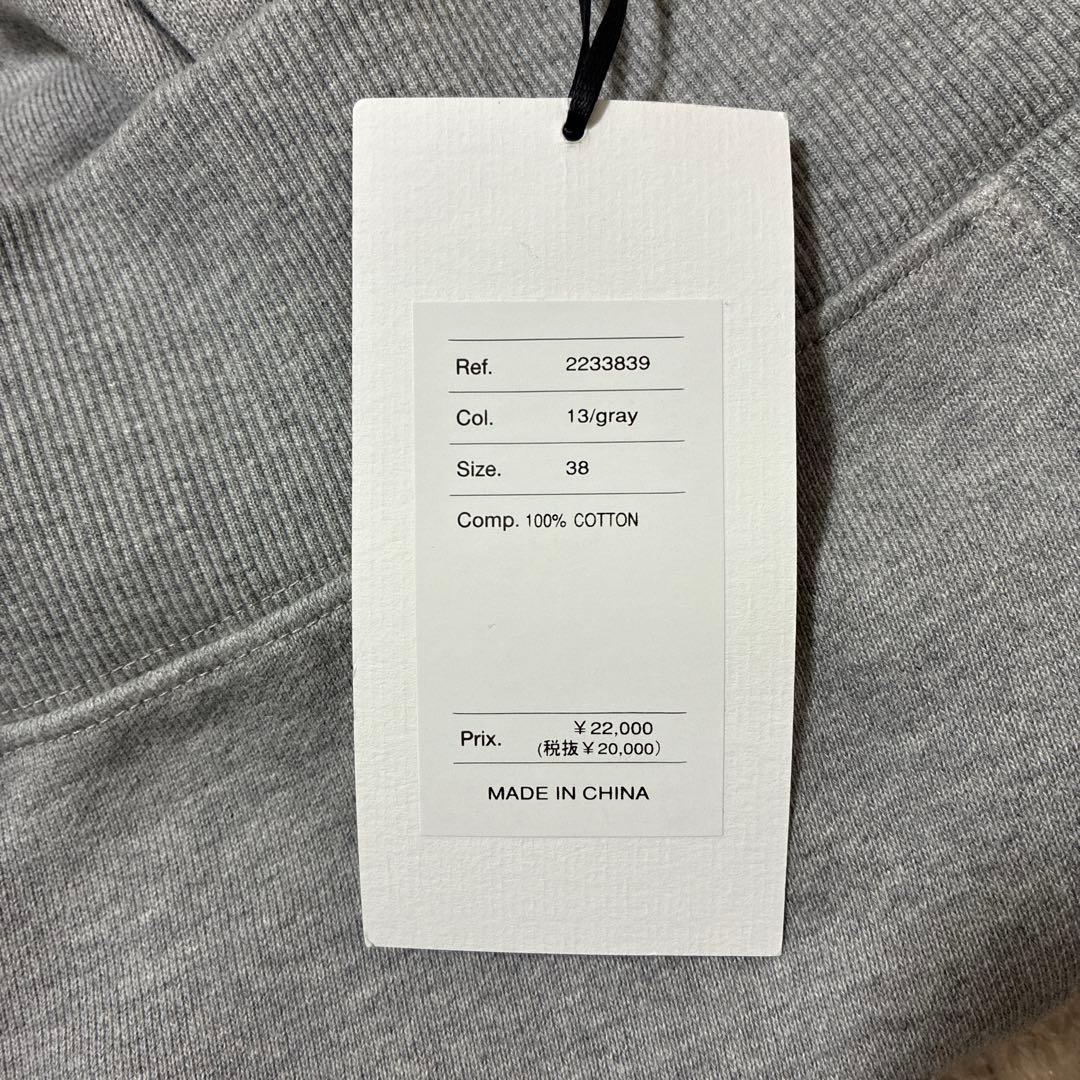 Ref. 2233839
Col. 13/gray
Size. 38
Comp. 100% COTTON
Prix. ¥22,000
(税抜¥20,000)
MADE IN CHINA